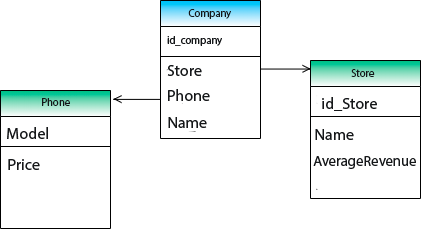 Company
id_company
Store
Phone
Name
Phone
Model
Price
Store
id_Store
Name
AverageRevenue